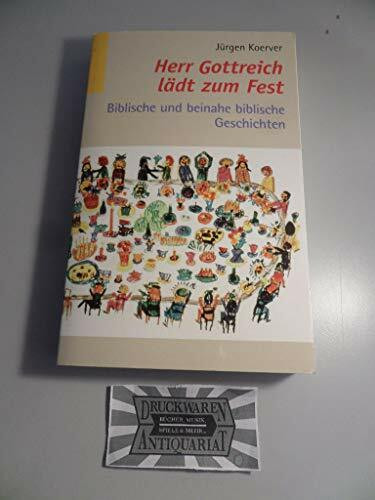 Jürgen Koerver
Herr Gottreich
lädt zum Fest
Biblische und beinahe biblische
Geschichten
DRUCKWAREN
BÜCHER, MUSIK,
SPIELE & MEHR...
ANTIQUARIAT